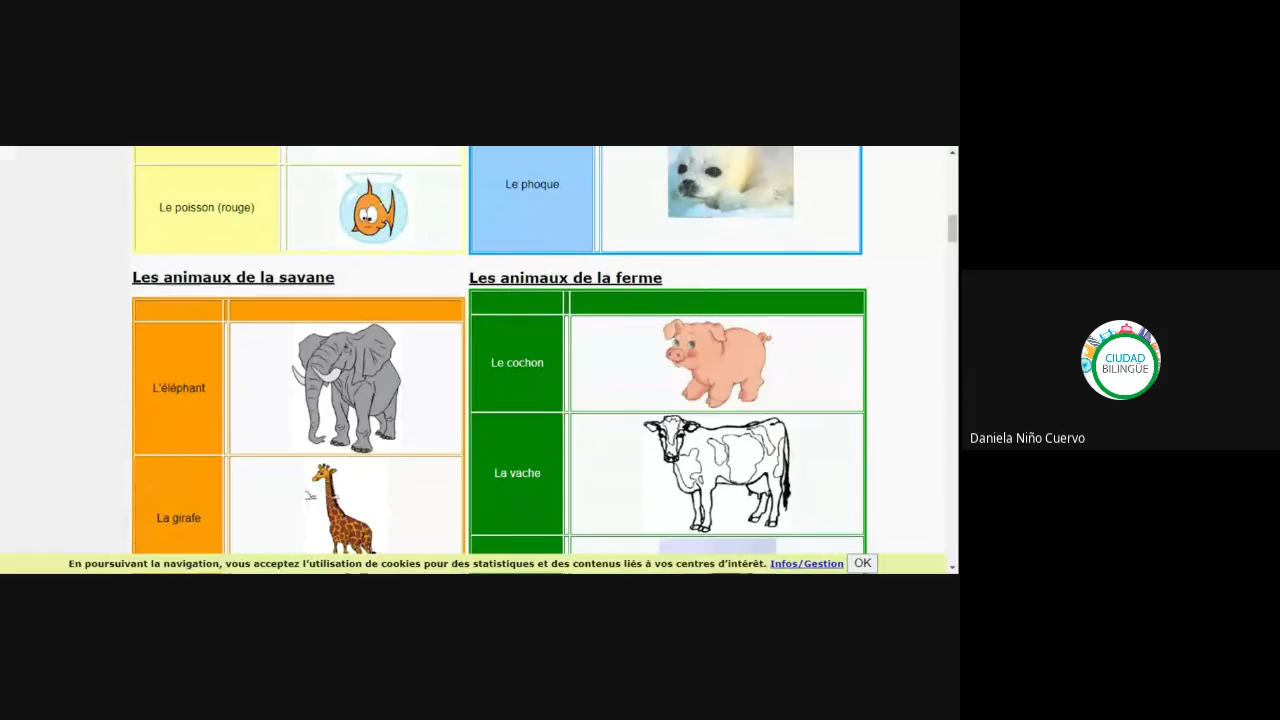 Le poisson (rouge)
Le phoque
Les animaux de la savane
Les animaux de la ferme
L'éléphant
Le cochon
La vache
La girafe
En poursuivant la navigation, vous acceptez l'utilisation de cookies pour des statistiques et des contenus liés à vos centres d'intérêt. Infos/Gestion OK
CIUDAD
BILINGÜE
Daniela Niño Cuervo